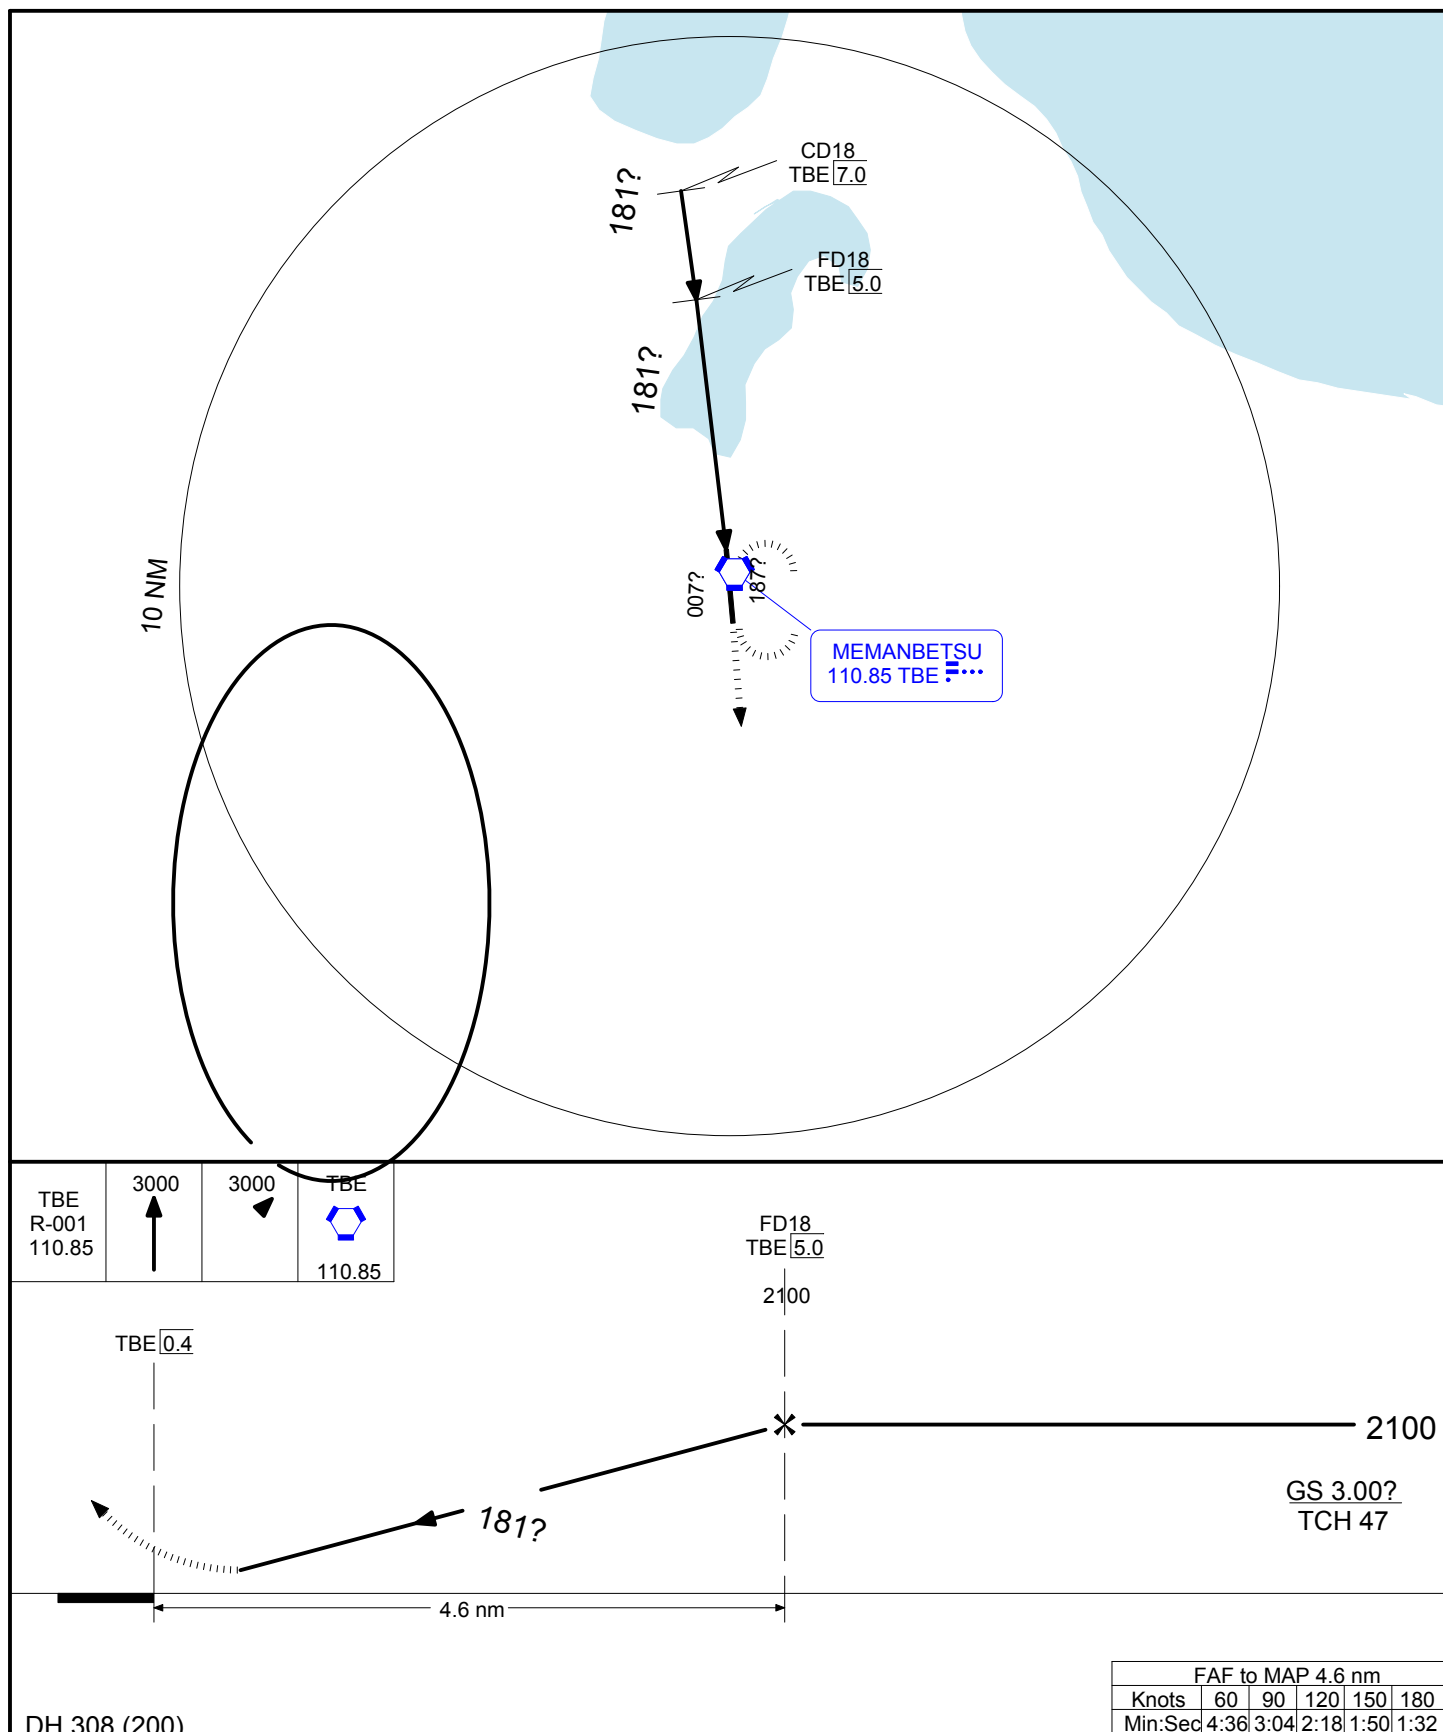 CD18
TBE 7.0
181?
FD18
TBE 5.0
181?
10 NM
007?
187?
MEMANBETSU
110.85 TBE
TBE
R-001
110.85
3000
3000
TBE
110.85
FD18
TBE 5.0
2100
TBE 0.4
2100
181?
GS 3.00?
TCH 47
4.6 nm
FAF to MAP 4.6 nm
Knots 60 90 120 150 180
Min:Sec 4:36 3:04 2:18 1:50 1:32
DH 308 (200)